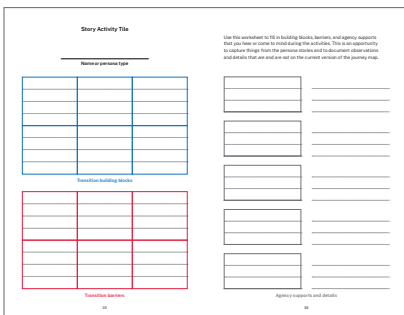 Story Activity Tile
Name or persona type
Transition building blocks
Transition barriers
Use this worksheet to fill in building blocks, barriers, and agency supports
that you hear or come to mind during the activities. This is an opportunity
to capture things from the persona stories and to document observations
and details that are and are not on the current version of the journey map.
Agency supports and details